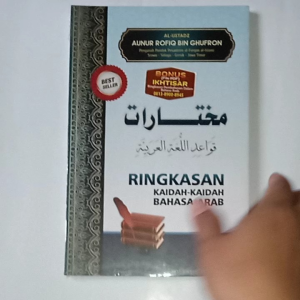 AL-USTADZ
AUNUR ROFIQ BIN GHUFRON
BEST
SELLER
BONUS
IKHTISAR
مختارات
قواعد اللغة العربية
RINGKASAN
KAIDAH-KAIDAH
BAHASA ARAB